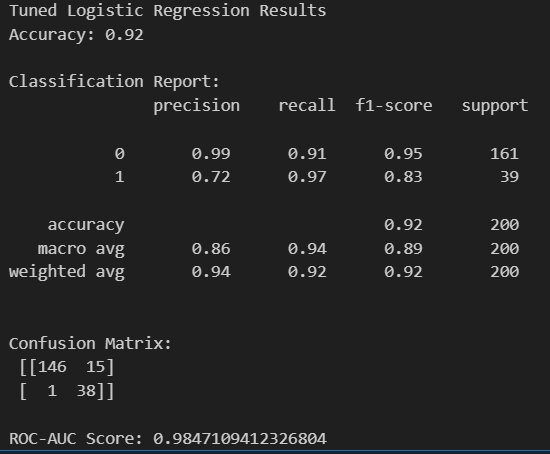 Tuned Logistic Regression Results
Accuracy: 0.92
Classification Report:
precision recall f1-score support
0 0.99 0.91 0.95 161
1 0.72 0.97 0.83 39
accuracy 0.92 200
macro avg 0.86 0.94 0.89 200
weighted avg 0.94 0.92 0.92 200
Confusion Matrix:
[[146 15]
[ 1 38]]
ROC-AUC Score: 0.9847109412326804